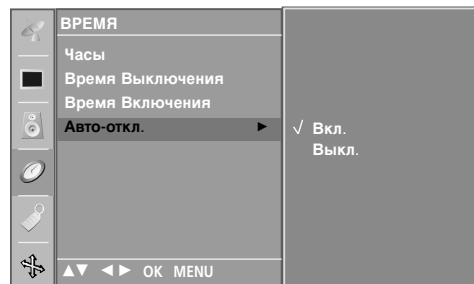 ВРЕМЯ
Часы
Время Выключения
Время Включения
Авто-откл. ►
√ Вкл.
Выкл.
▲▼ ◄► OK MENU